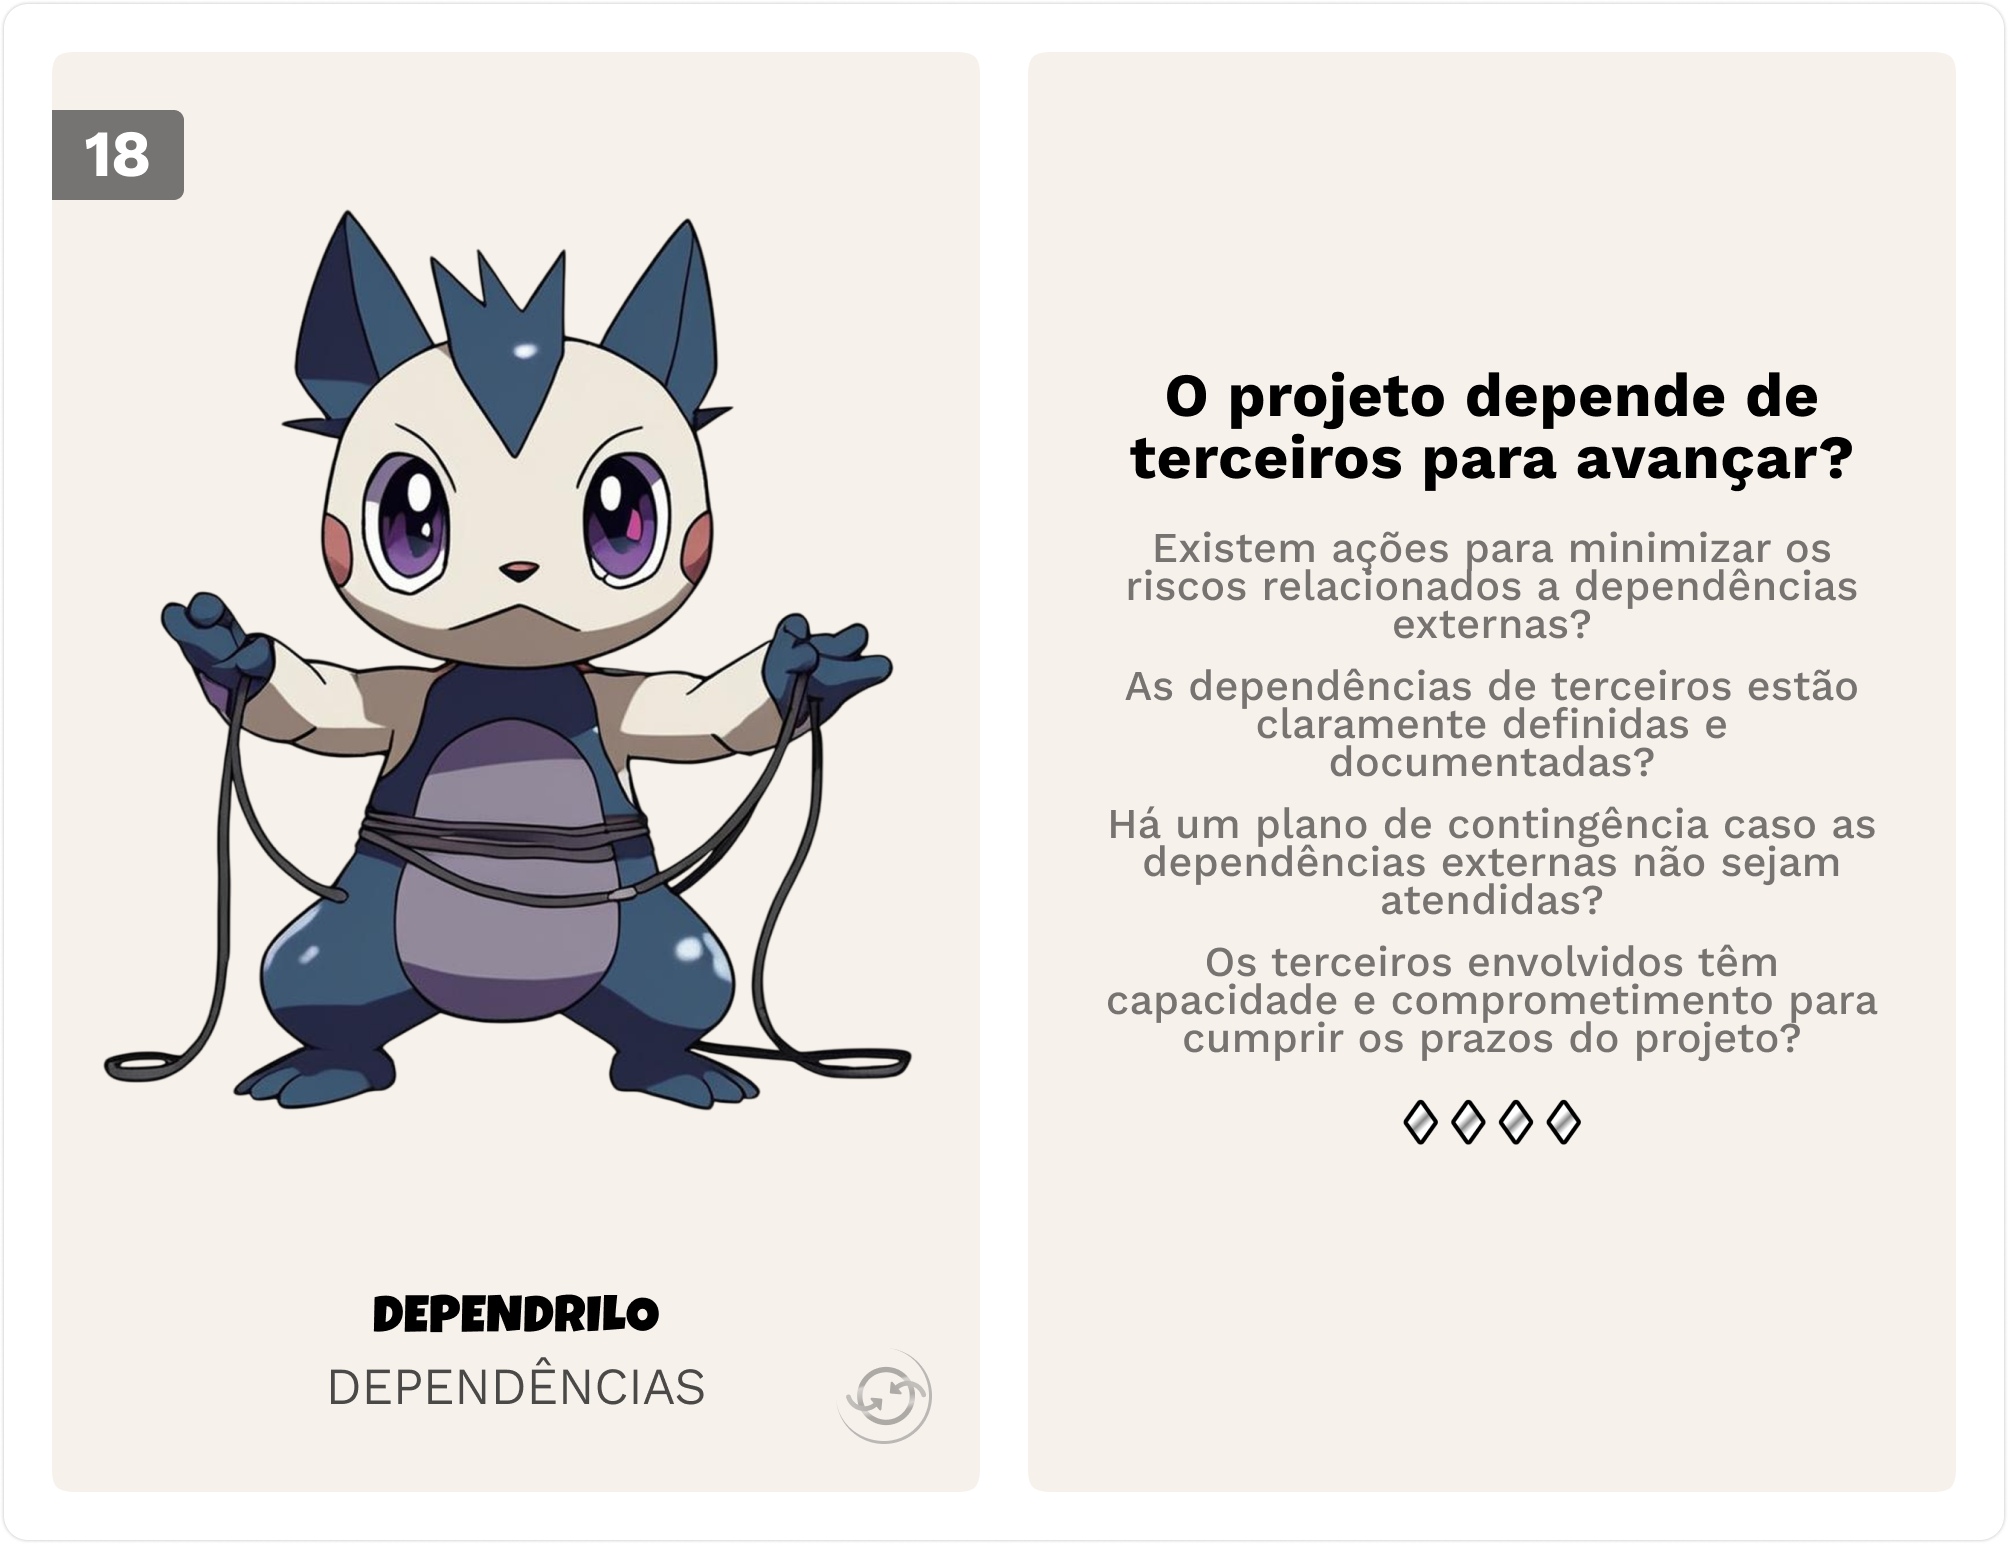 18
DEPENDRILO
DEPENDÊNCIAS
O projeto depende de
terceiros para avançar?
Existem ações para minimizar os
riscos relacionados a dependências
externas?
As dependências de terceiros estão
claramente definidas e
documentadas?
Há um plano de contingência caso as
dependências externas não sejam
atendidas?
Os terceiros envolvidos têm
capacidade e comprometimento para
cumprir os prazos do projeto?